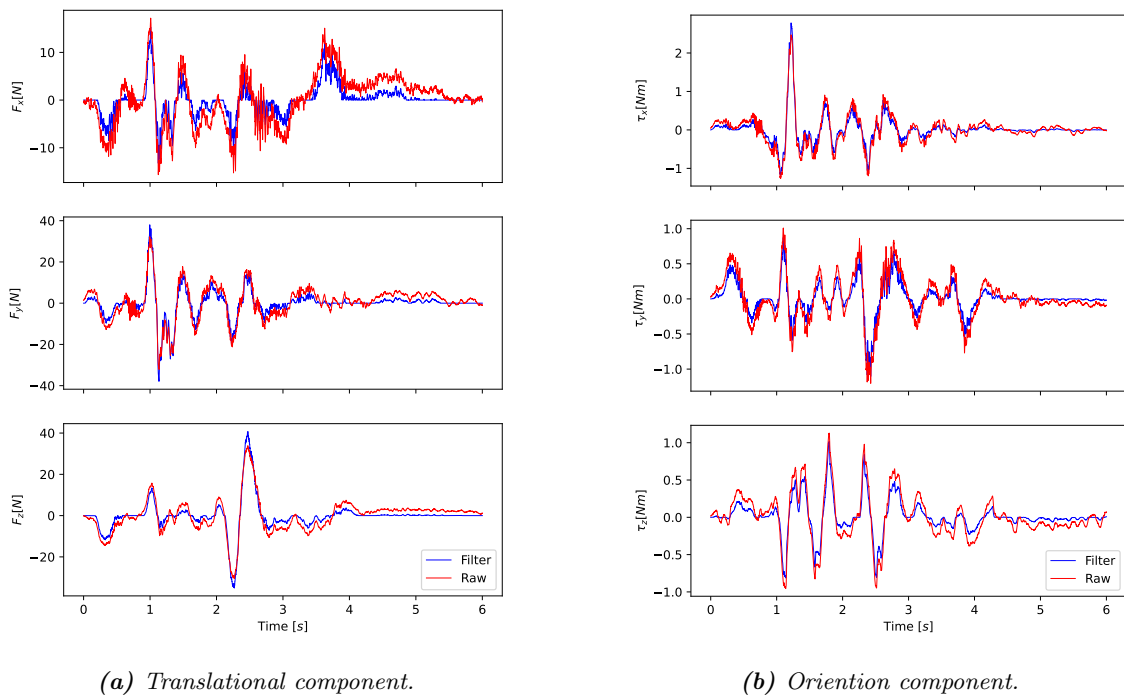 10
0
−10
F_x[N]
40
20
0
−20
−40
F_y[N]
40
20
0
−20
F_z[N]
Filter
Raw
0 1 2 3 4 5 6
Time [s]
2
1
0
−1
τ_x[Nm]
1.0
0.5
0.0
−0.5
−1.0
τ_y[Nm]
1.0
0.5
0.0
−0.5
−1.0
τ_z[Nm]
Filter
Raw
0 1 2 3 4 5 6
Time [s]
(a) Translational component.
(b) Oriention component.